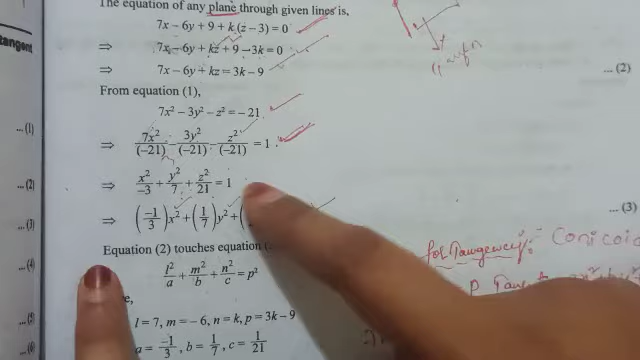 The equation of any plane through given lines is,
7x − 6y + 9 + k (z − 3) = 0
⇒ 7x − 6y + kz + 9 − 3k = 0
⇒ 7x − 6y + kz = 3k − 9 ... (2)
From equation (1),
7x² − 3y² − z² = − 21
⇒ 7x²/(−21) − 3y²/(−21) − z²/(−21) = 1
⇒ x²/−3 + y²/7 + z²/21 = 1
⇒ (−1/3) x² + (1/7) y² + ( ... (3)
Equation (2) touches equation (
l²/a + m²/b + n²/c = p²
l = 7, m = −6, n = k, p = 3k − 9
a = −1/3, b = 1/7, c = 1/21
tangent
... (1)
... (2)
... (3)
... (4)
... (5)
... (6)
for Tangency:- Conicoid